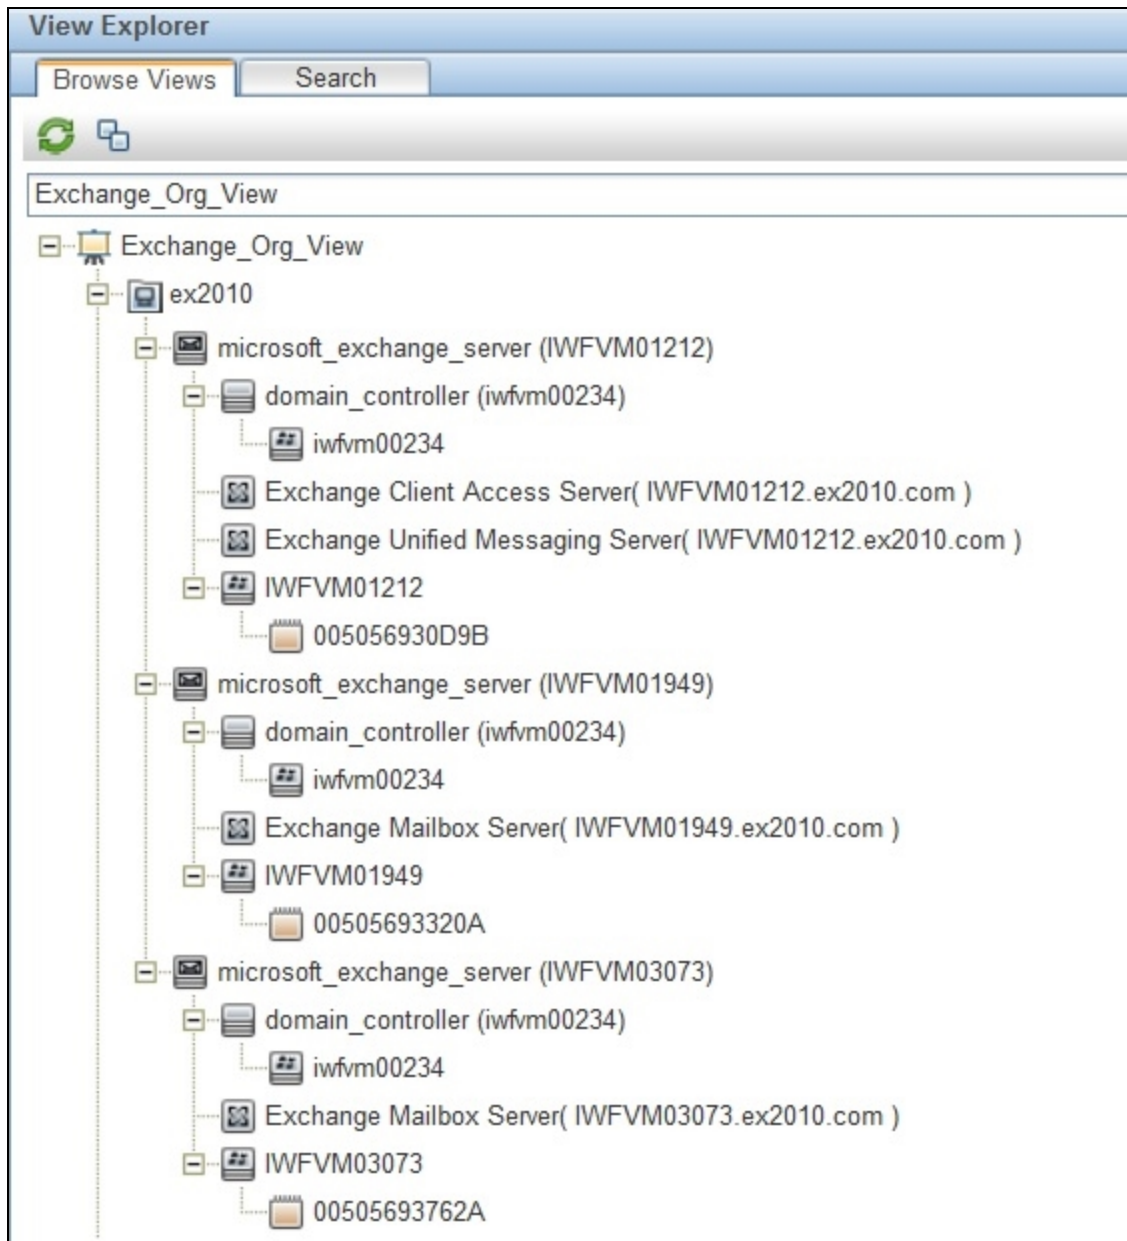 View Explorer
Browse Views Search
Exchange_Org_View
Exchange_Org_View
ex2010
microsoft_exchange_server (IWFVM01212)
domain_controller (iwfvm00234)
iwfvm00234
Exchange Client Access Server( IWFVM01212.ex2010.com )
Exchange Unified Messaging Server( IWFVM01212.ex2010.com )
IWFVM01212
005056930D9B
microsoft_exchange_server (IWFVM01949)
domain_controller (iwfvm00234)
iwfvm00234
Exchange Mailbox Server( IWFVM01949.ex2010.com )
IWFVM01949
00505693320A
microsoft_exchange_server (IWFVM03073)
domain_controller (iwfvm00234)
iwfvm00234
Exchange Mailbox Server( IWFVM03073.ex2010.com )
IWFVM03073
00505693762A